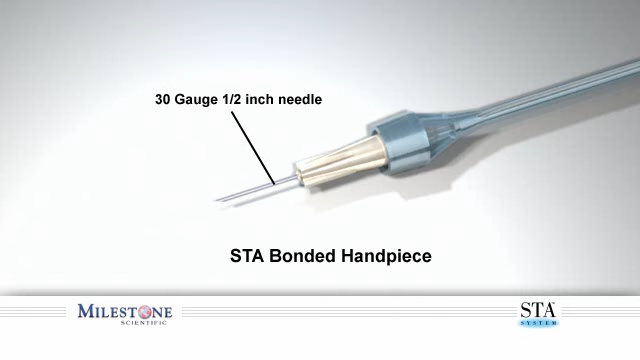 30 Gauge 1/2 inch needle
STA Bonded Handpiece
MILESTONE
SCIENTIFIC
STA
SYSTEM